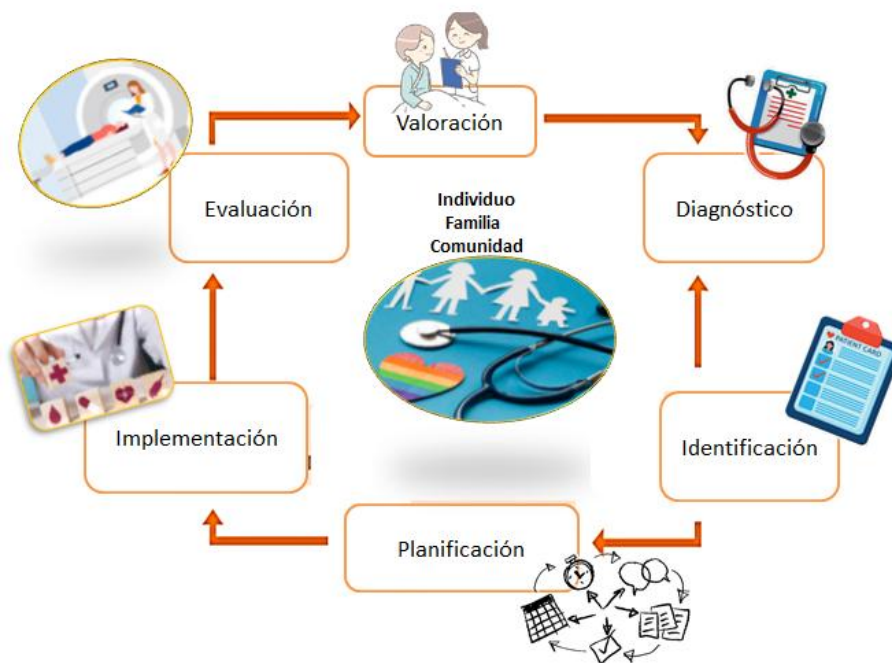 Valoración
Evaluación
Individuo
Familia
Comunidad
Diagnóstico
PATIENT CARD
Implementación
Identificación
Planificación